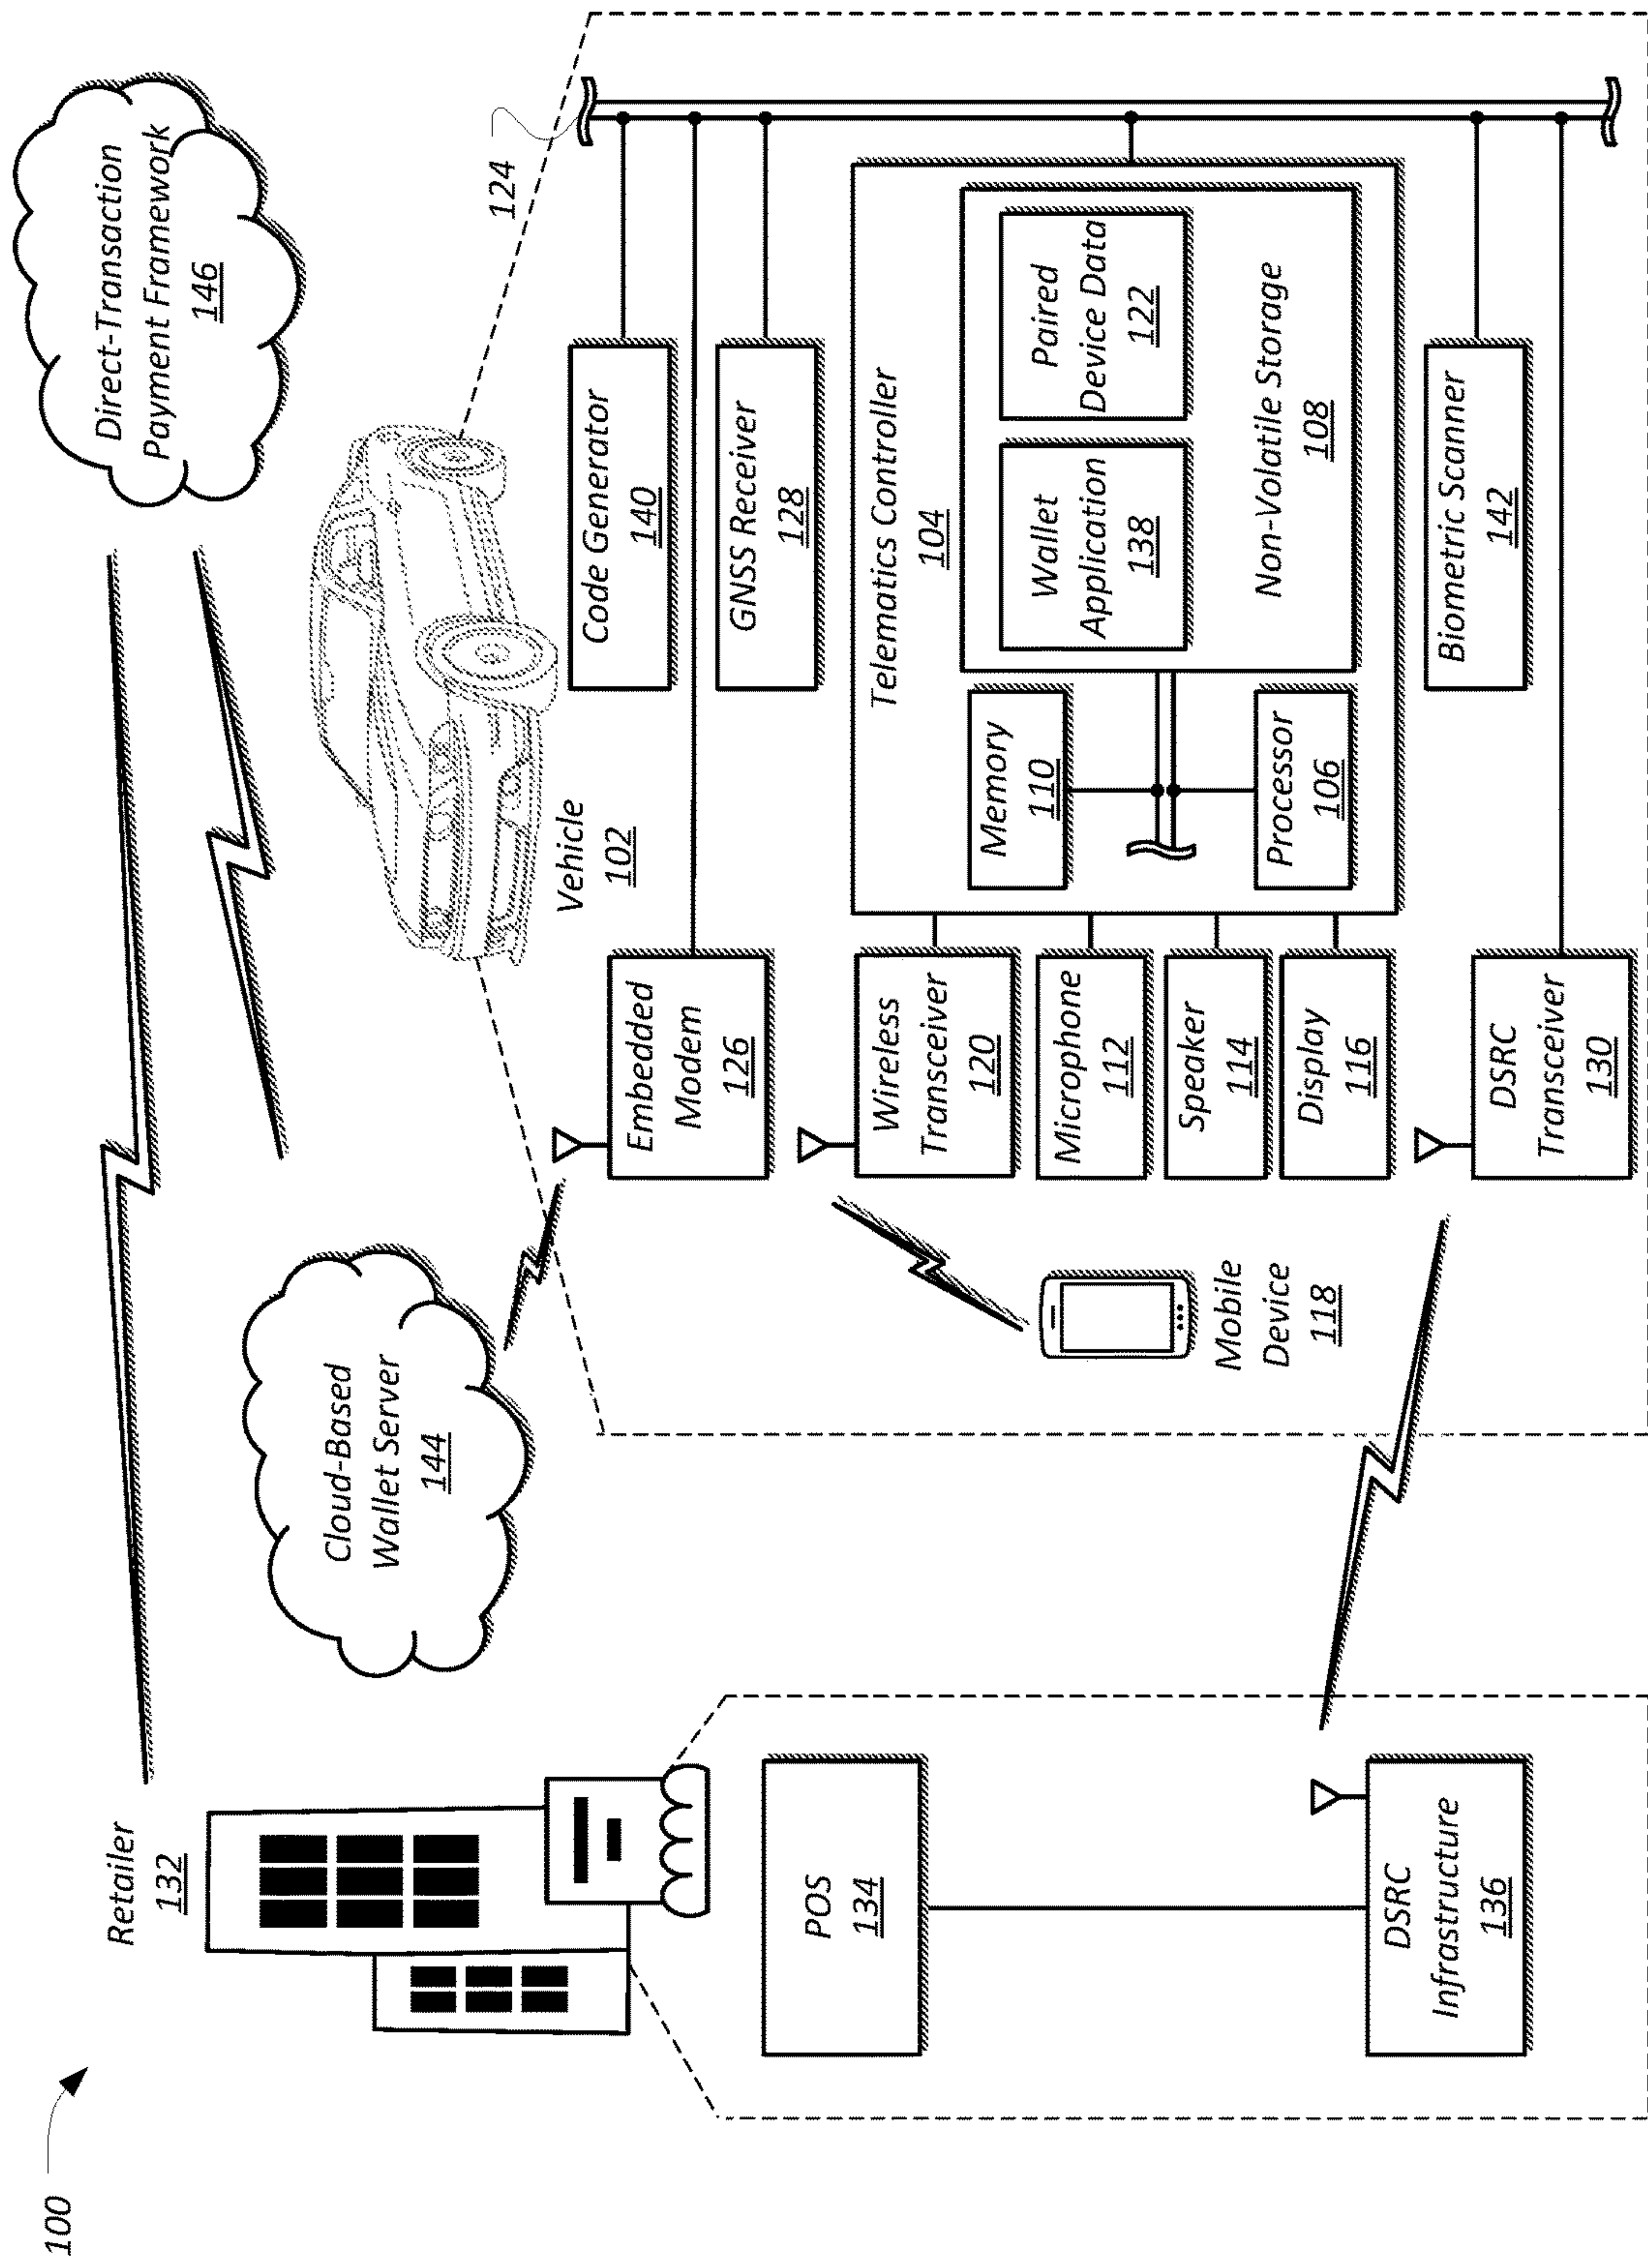 100
Retailer
132
POS
134
DSRC
Infrastructure
136
Cloud-Based
Wallet Server
144
Direct-Transaction
Payment Framework
146
Vehicle
102
124
Mobile
Device
118
Embedded
Modem
126
Wireless
Transceiver
120
Microphone
112
Speaker
114
Display
116
DSRC
Transceiver
130
Code Generator
140
GNSS Receiver
128
Telematics Controller
104
Memory
110
Processor
106
Wallet
Application
138
Paired
Device Data
122
Non-Volatile Storage
108
Biometric Scanner
142